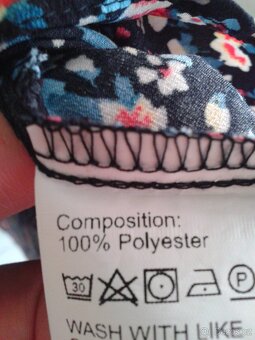 Composition:
100% Polyester
30
P
WASH WITH LIKE